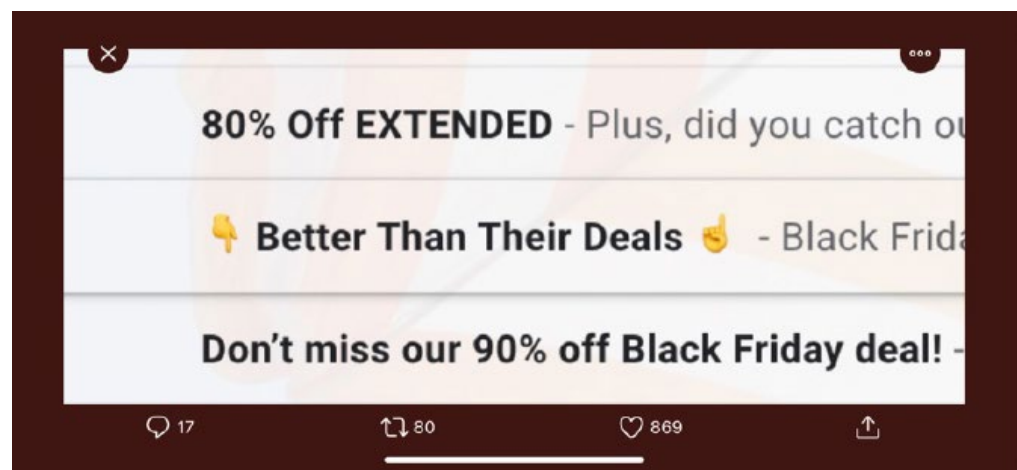 80% Off EXTENDED - Plus, did you catch
👇 Better Than Their Deals ☝️ - Black
Don’t miss our 90% off Black Friday deal! -
17 80 869